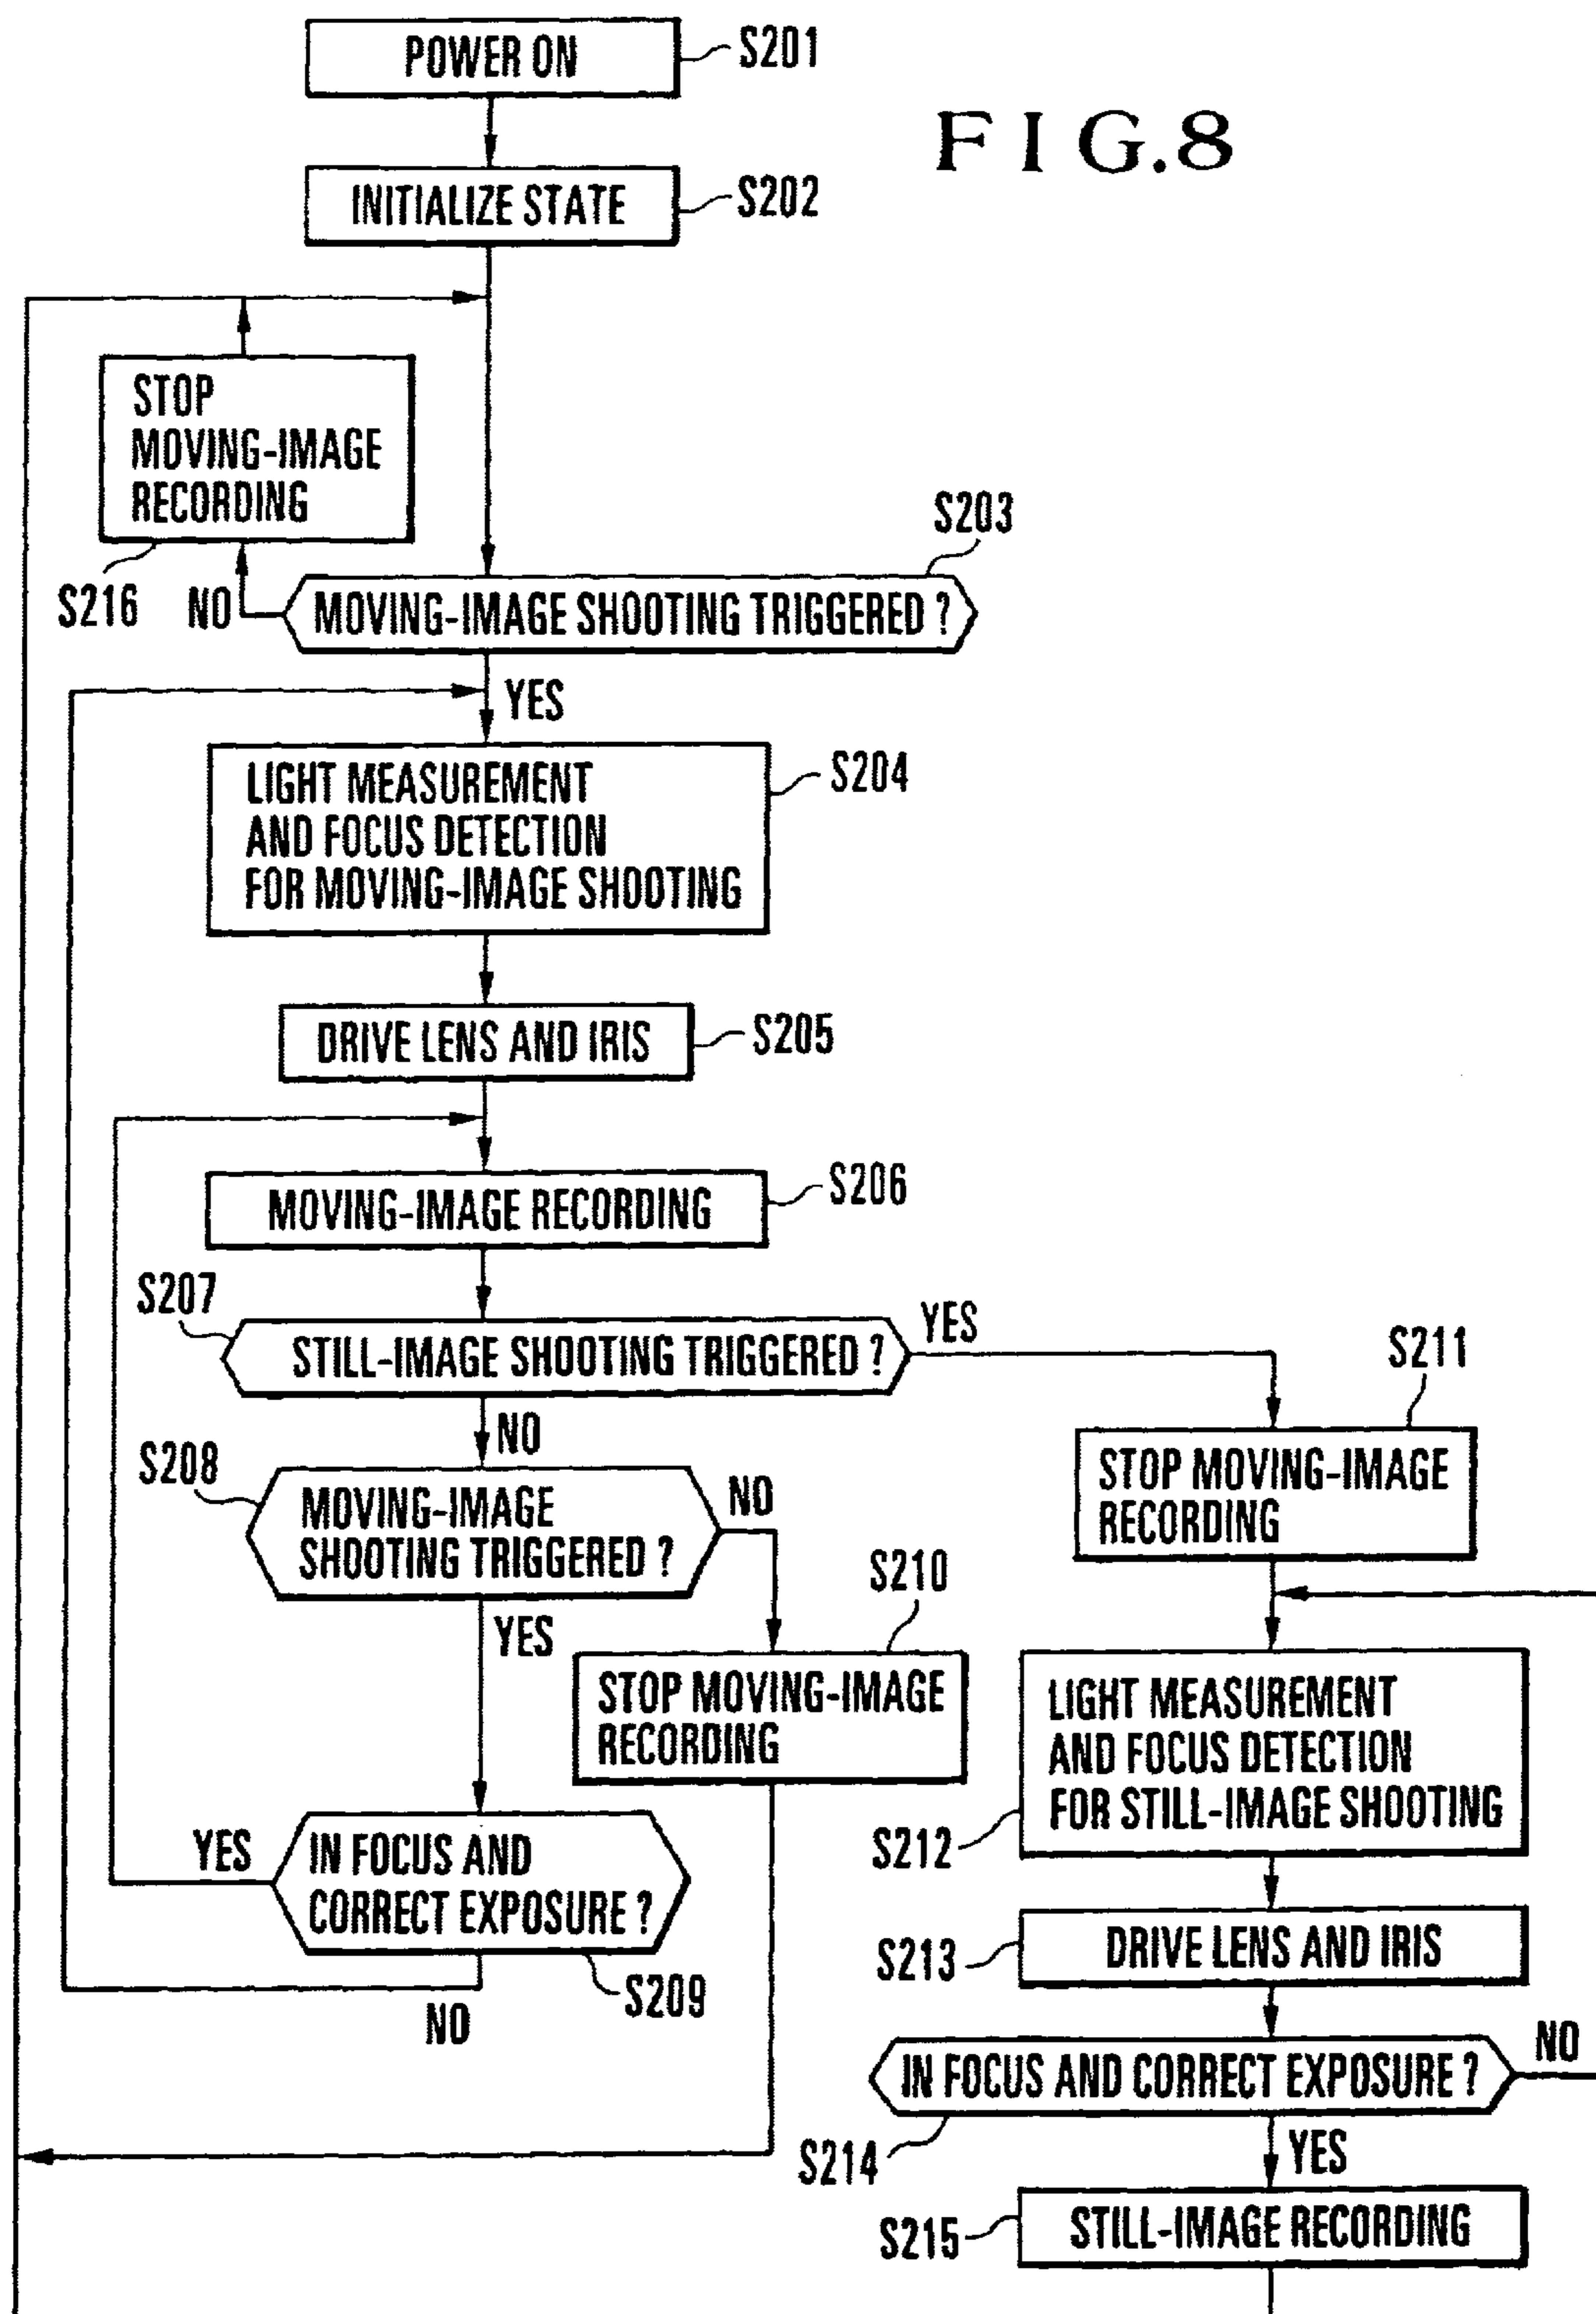 POWER ON
S201
FIG.8
INITIALIZE STATE
S202
STOP
MOVING-IMAGE
RECORDING
S216
NO
S203
MOVING-IMAGE SHOOTING TRIGGERED ?
YES
LIGHT MEASUREMENT
AND FOCUS DETECTION
FOR MOVING-IMAGE SHOOTING
S204
DRIVE LENS AND IRIS
S205
MOVING-IMAGE RECORDING
S206
S207
STILL-IMAGE SHOOTING TRIGGERED ?
YES
NO
S208
MOVING-IMAGE
SHOOTING TRIGGERED ?
NO
YES
S210
STOP MOVING-IMAGE
RECORDING
YES
IN FOCUS AND
CORRECT EXPOSURE ?
S209
NO
S211
STOP MOVING-IMAGE
RECORDING
LIGHT MEASUREMENT
AND FOCUS DETECTION
FOR STILL-IMAGE SHOOTING
S212
S213
DRIVE LENS AND IRIS
IN FOCUS AND CORRECT EXPOSURE ?
NO
S214
YES
S215
STILL-IMAGE RECORDING